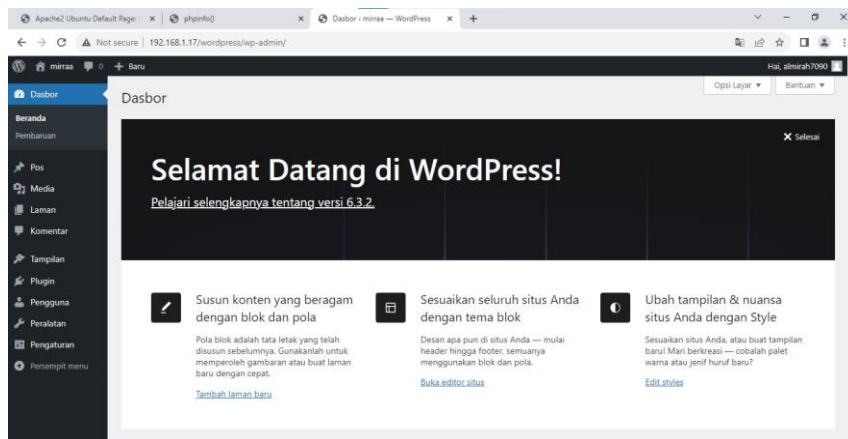 Apache2 Ubuntu Default Page:
phpinfo()
Dasbor ‹ mirraa — WordPress
Not secure
192.168.1.17/wordpress/wp-admin/
mirraa
0
+ Baru
Hai, almirah7090
Dasbor
Beranda
Pembaruan
Pos
Media
Laman
Komentar
Tampilan
Plugin
Pengguna
Peralatan
Pengaturan
Persempit menu
Dasbor
Opsi Layar
Bantuan
Selesai
Selamat Datang di WordPress!
Pelajari selengkapnya tentang versi 6.3.2.
Susun konten yang beragam
dengan blok dan pola
Pola blok adalah tata letak yang telah
disusun sebelumnya. Gunakanlah untuk
memperoleh gambaran atau buat laman
baru dengan cepat.
Tambah laman baru
Sesuaikan seluruh situs Anda
dengan tema blok
Desan apa pun di situs Anda — mulai
header hingga footer, semuanya
menggunakan blok dan pola.
Buka editor situs
Ubah tampilan & nuansa
situs Anda dengan Style
Sesuaikan situs Anda, atau buat tampilan
baru! Mari berkreasi — cobalah palet
warna atau jenif huruf baru?
Edit styles